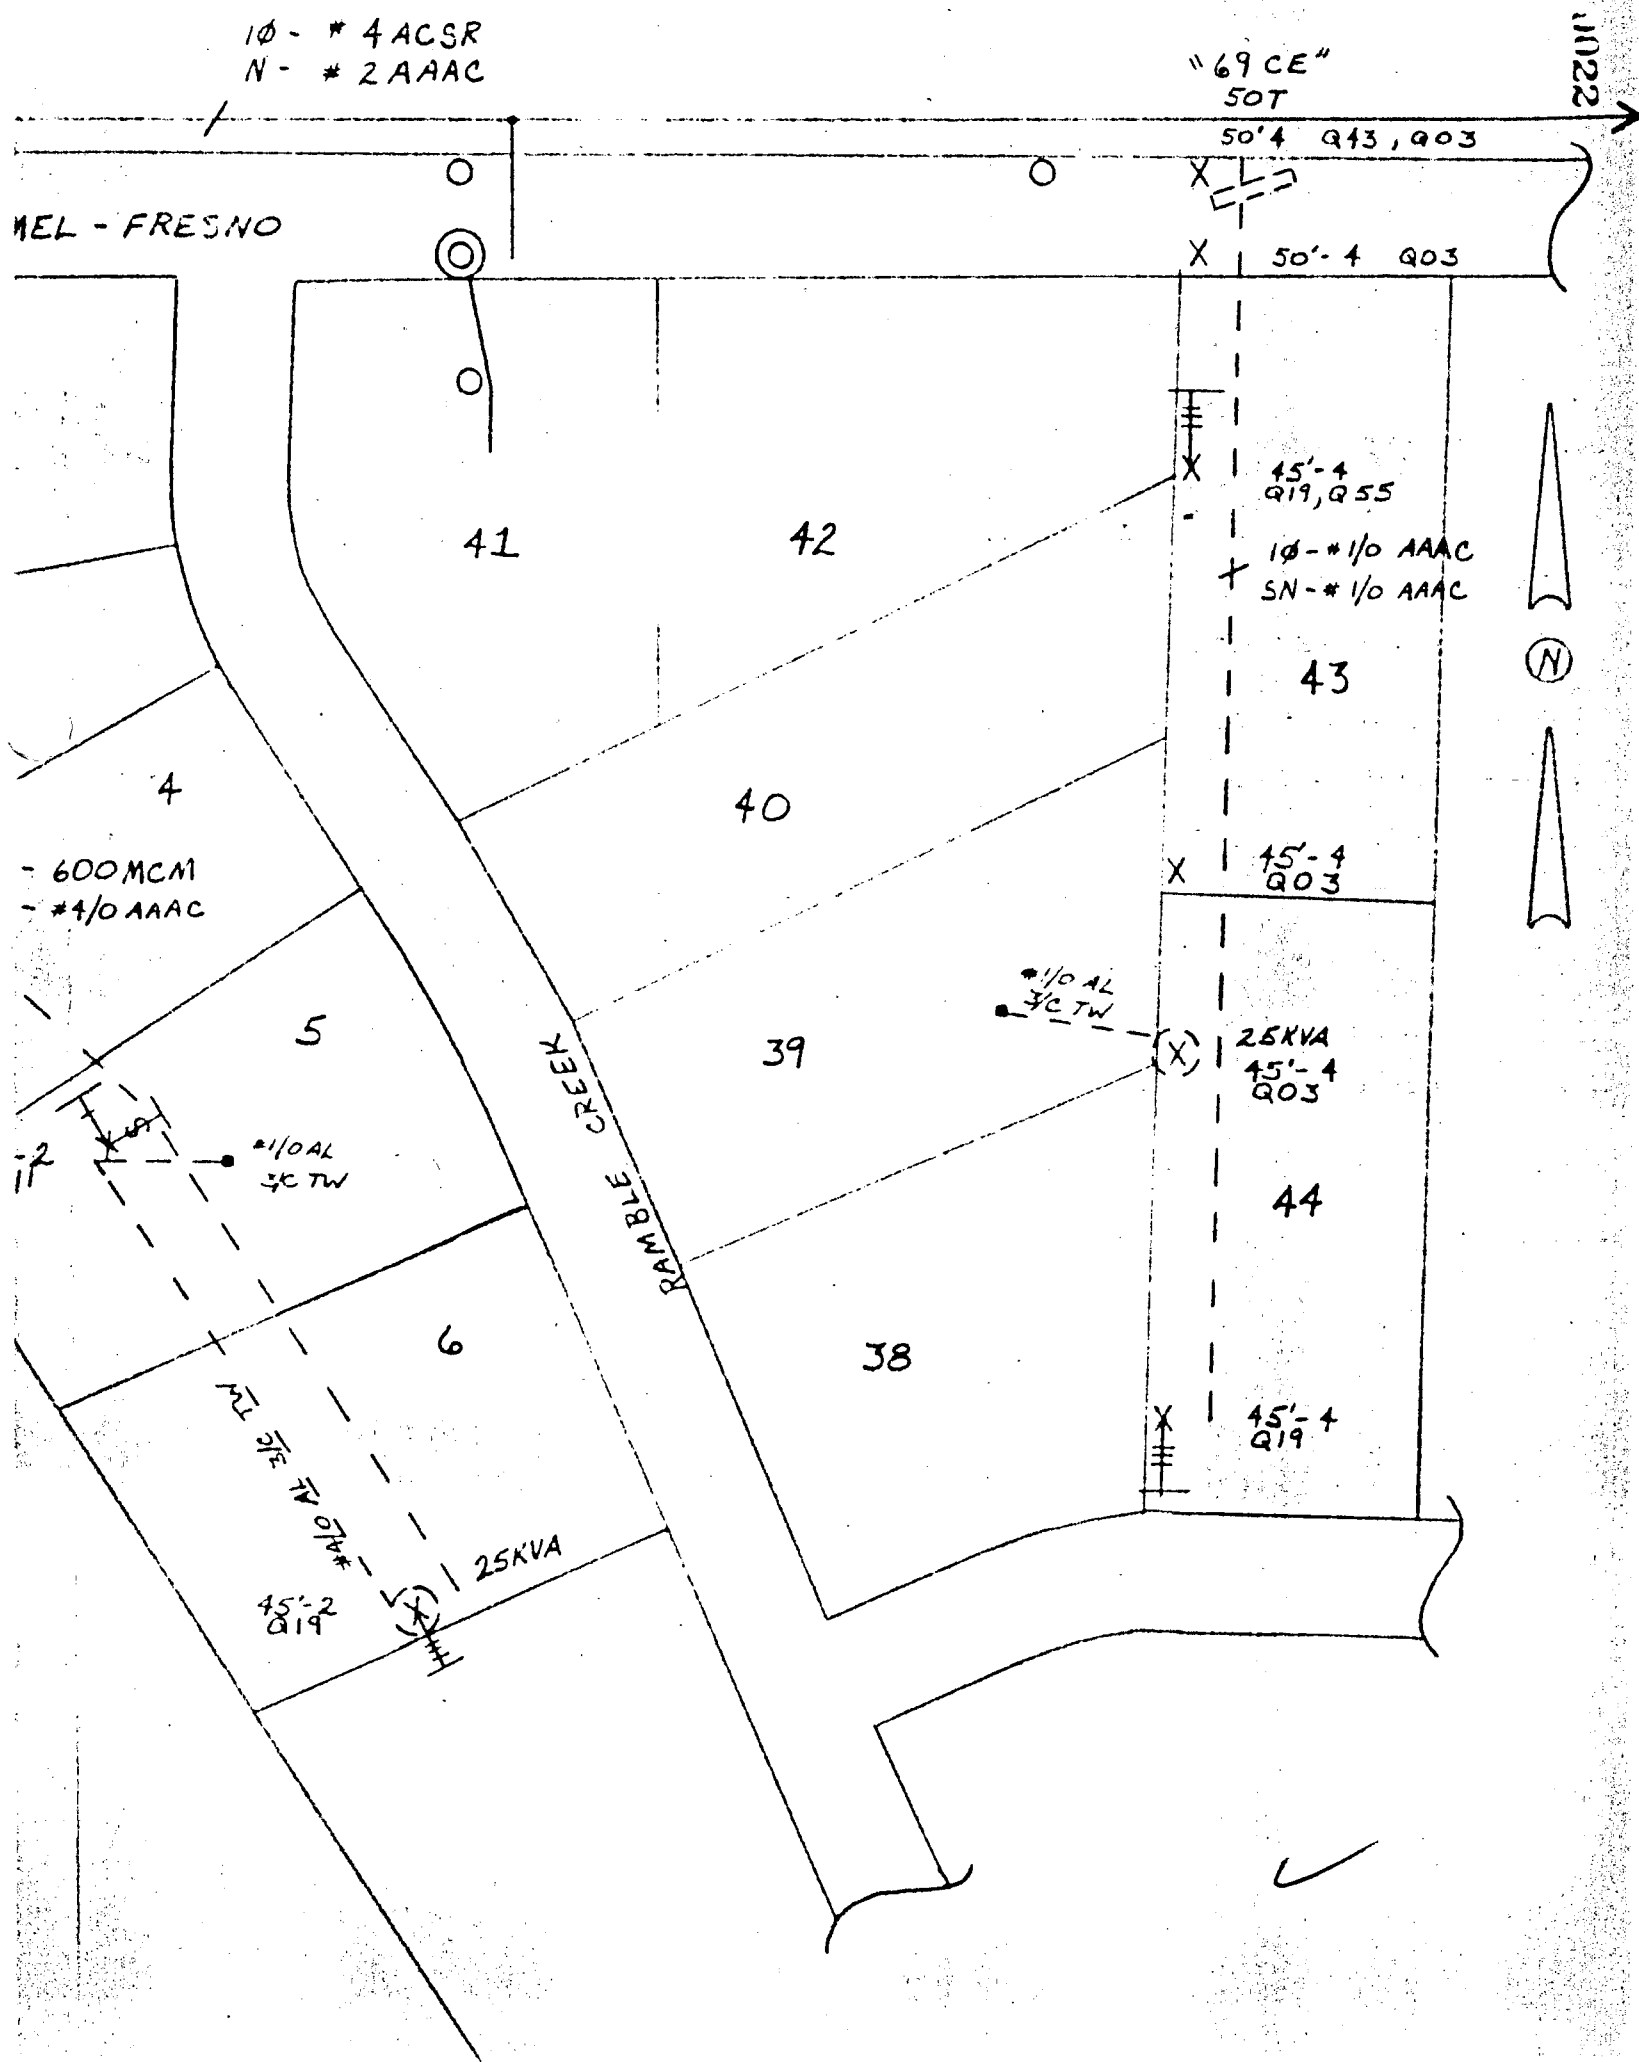 1Ø - # 4 ACSR
N - # 2 AAAC
"69 CE"
50T
50'4 Q43, Q03
MEL - FRESNO
50'-4 Q03
45'-4
Q19, Q55
1Ø - # 1/0 AAAC
SN - # 1/0 AAAC
41
42
43
N
4
40
- 600 MCM
- #4/0 AAAC
45'-4
Q03
#1/0 AL
3/C TW
5
39
25KVA
45'-4
Q03
CREEK
RAMBLE
-2
#1/0 AL
3/C TW
S
44
6
38
#4/0 AL 3/C TW
45'-4
Q19
25KVA
45'-2
Q19